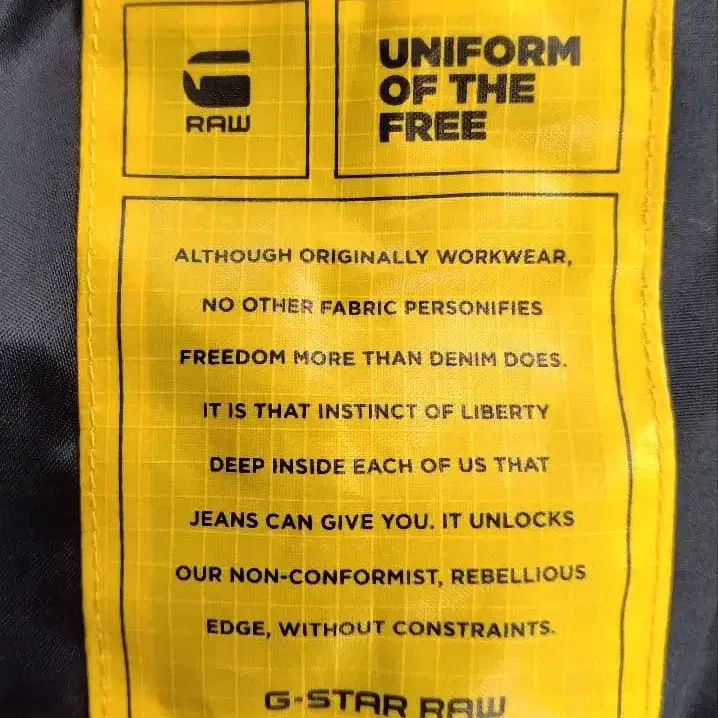 RAW
UNIFORM
OF THE
FREE
ALTHOUGH ORIGINALLY WORKWEAR,
NO OTHER FABRIC PERSONIFIES
FREEDOM MORE THAN DENIM DOES.
IT IS THAT INSTINCT OF LIBERTY
DEEP INSIDE EACH OF US THAT
JEANS CAN GIVE YOU. IT UNLOCKS
OUR NON-CONFORMIST, REBELLIOUS
EDGE, WITHOUT CONSTRAINTS.
G-STAR RAW